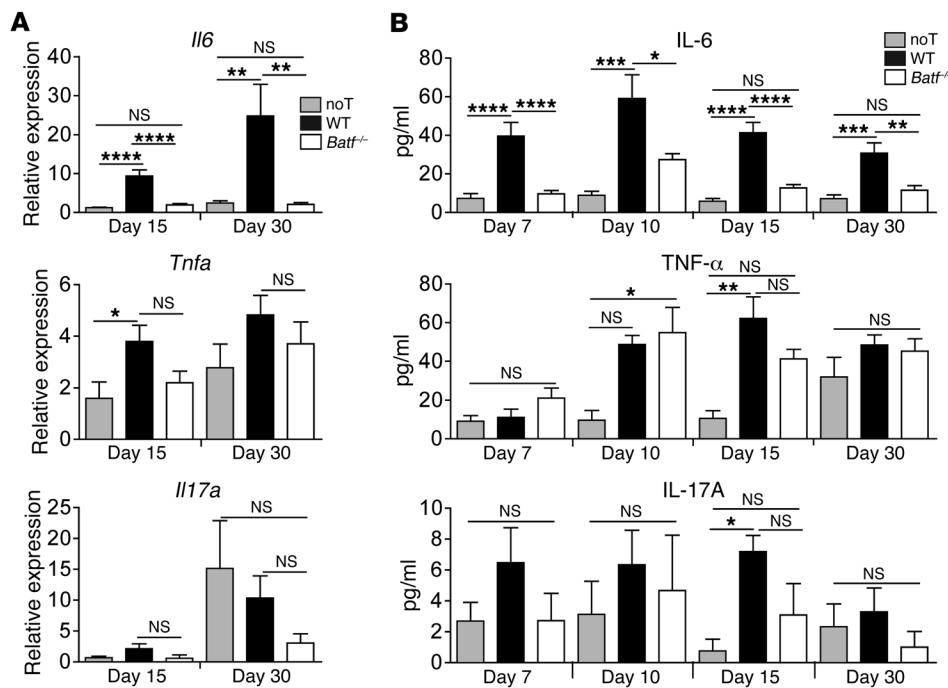 A
Il6
Relative expression
40
30
20
10
0
NS
****
****
NS
**
**
noT
WT
Batf–/–
Day 15
Day 30
Tnfa
Relative expression
6
4
2
0
*
NS
NS
Day 15
Day 30
Il17a
Relative expression
25
20
15
10
5
0
NS
NS
NS
Day 15
Day 30
B
IL-6
pg/ml
80
60
40
20
0
****
****
***
*
NS
****
****
NS
***
**
noT
WT
Day 7
Day 10
Day 15
Day 30
TNF-α
pg/ml
80
60
40
20
0
NS
NS
*
NS
**
NS
NS
Day 7
Day 10
Day 15
Day 30
IL-17A
pg/ml
10
8
6
4
2
0
NS
NS
NS
*
NS
NS
Day 7
Day 10
Day 15
Day 30